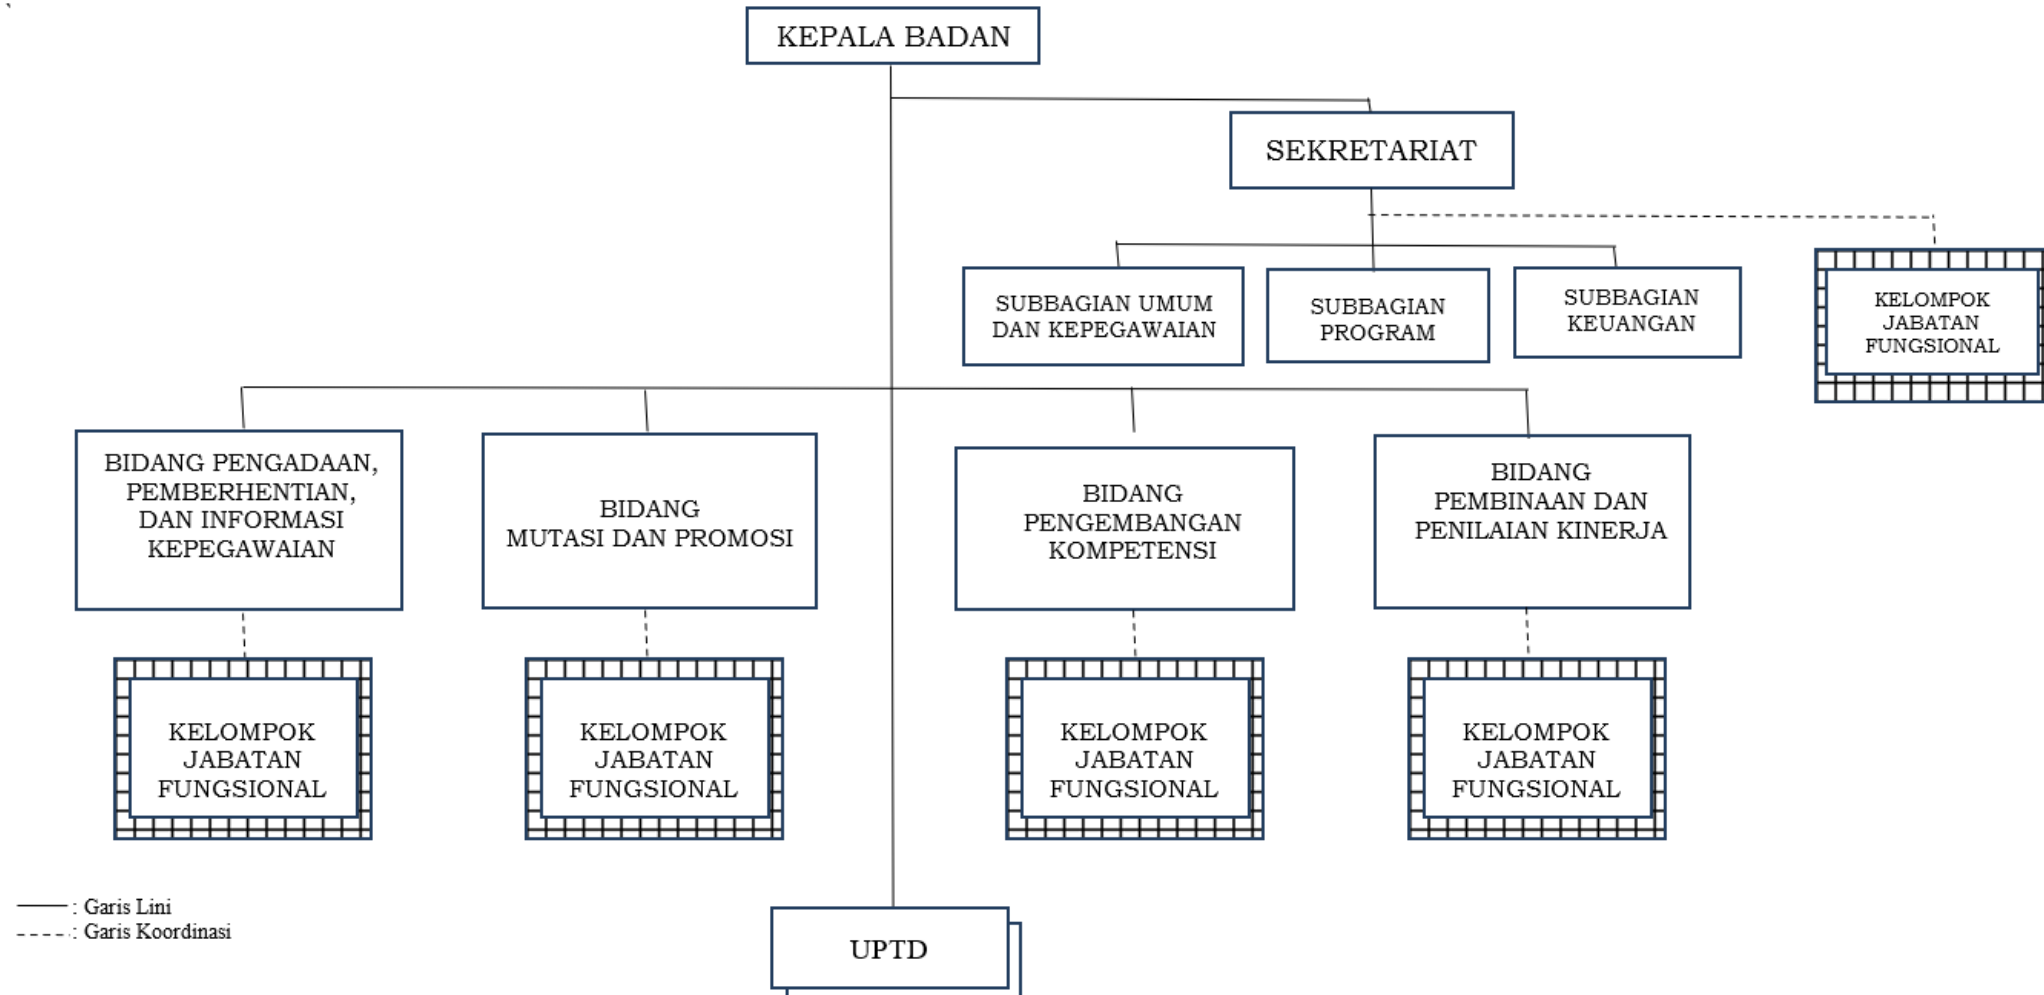 KEPALA BADAN
SEKRETARIAT
SUBBAGIAN UMUM
DAN KEPEGAWAIAN
SUBBAGIAN
PROGRAM
SUBBAGIAN
KEUANGAN
KELOMPOK
JABATAN
FUNGSIONAL
BIDANG PENGADAAN,
PEMBERHENTIAN,
DAN INFORMASI
KEPEGAWAIAN
BIDANG
MUTASI DAN PROMOSI
BIDANG
PENGEMBANGAN
KOMPETENSI
BIDANG
PEMBINAAN DAN
PENILAIAN KINERJA
KELOMPOK
JABATAN
FUNGSIONAL
KELOMPOK
JABATAN
FUNGSIONAL
KELOMPOK
JABATAN
FUNGSIONAL
KELOMPOK
JABATAN
FUNGSIONAL
: Garis Lini
: Garis Koordinasi
UPTD